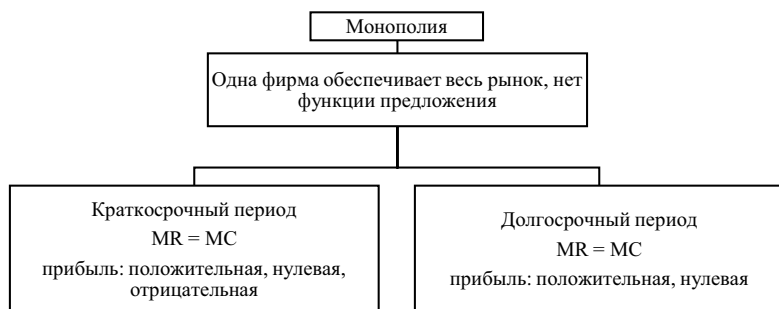 Монополия
Одна фирма обеспечивает весь рынок, нет
функции предложения
Краткосрочный период
MR = MC
прибыль: положительная, нулевая,
отрицательная
Долгосрочный период
MR = MC
прибыль: положительная, нулевая